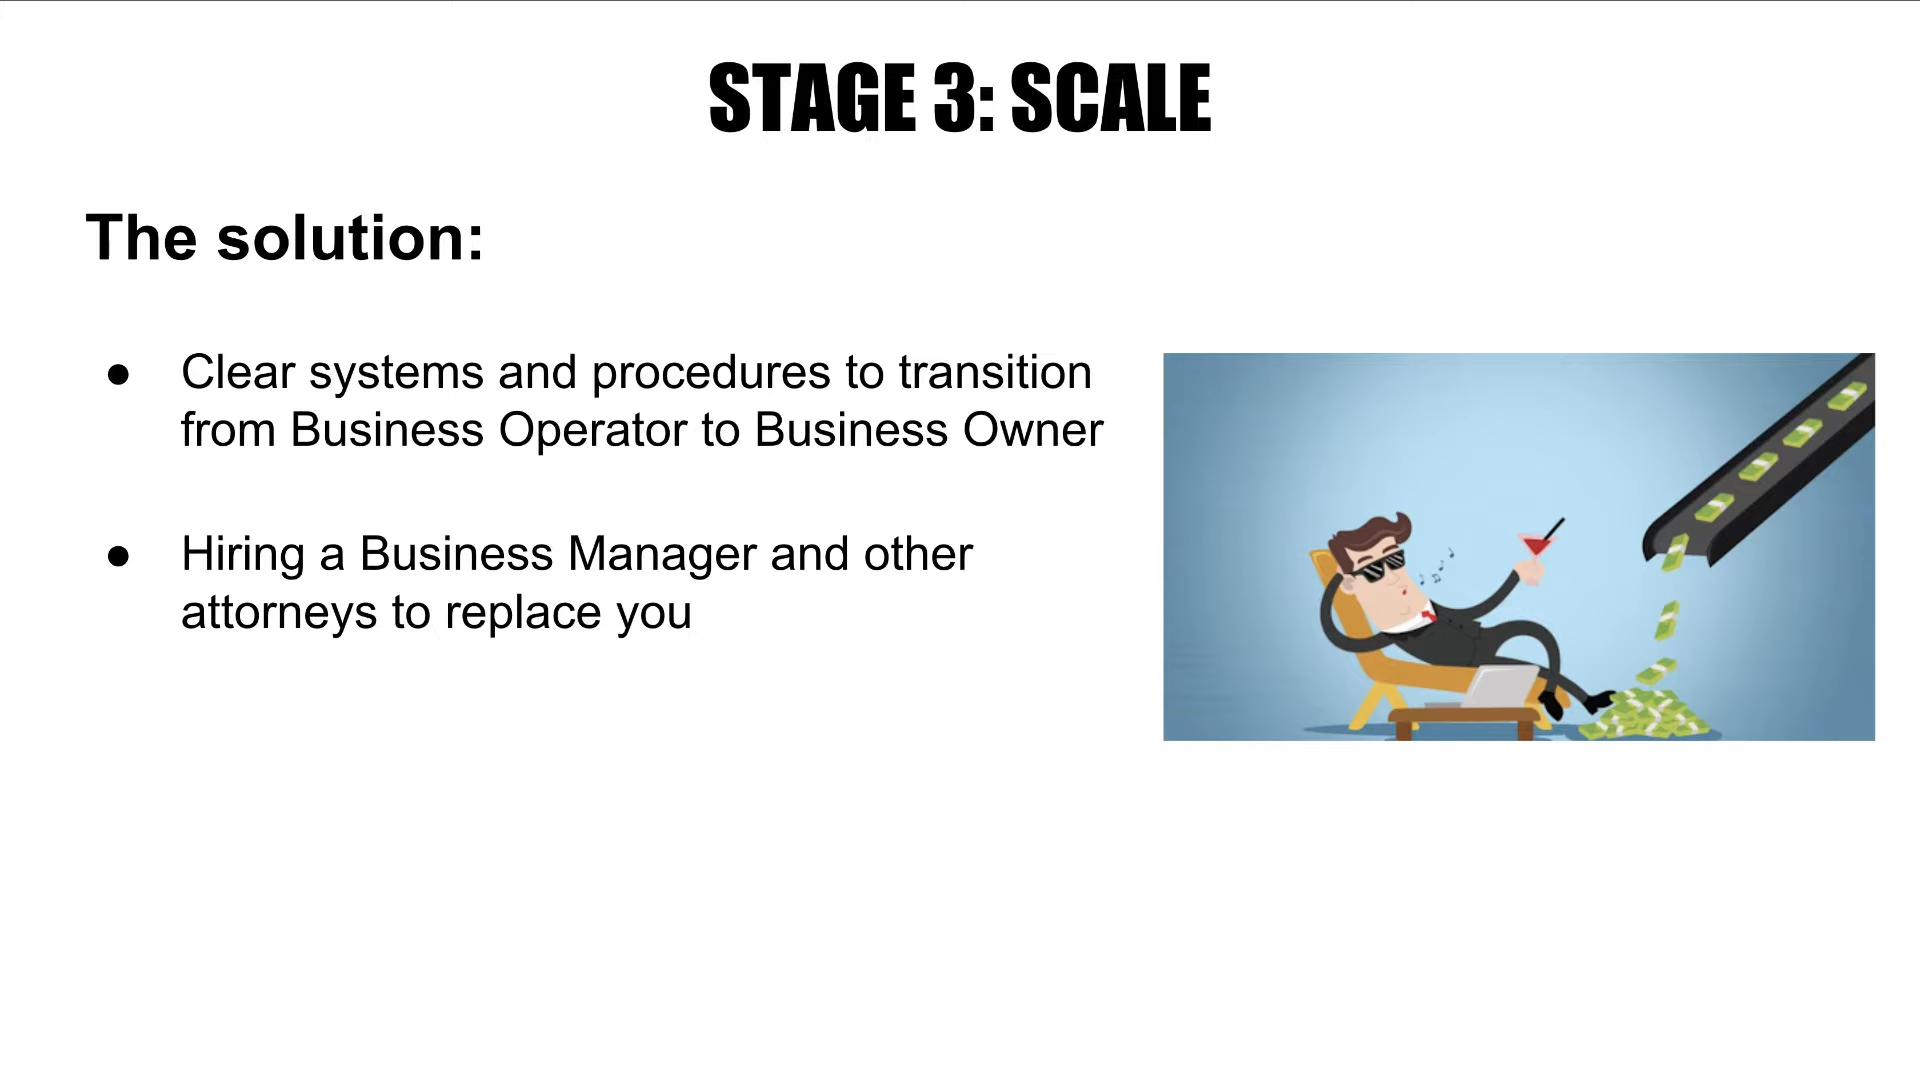 STAGE 3: SCALE
The solution:
● Clear systems and procedures to transition
from Business Operator to Business Owner
● Hiring a Business Manager and other
attorneys to replace you